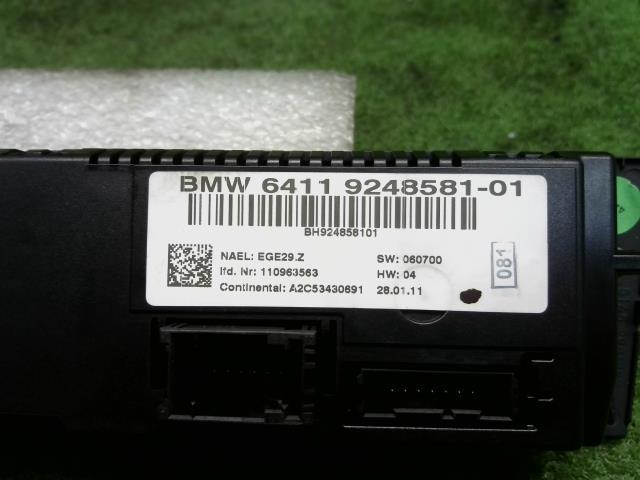 BMW 6411 9248581-01
BH924858101
NAEL: EGE29.Z SW: 060700
lfd. Nr: 110963563 HW: 04
Continental: A2C53430691 28.01.11
081